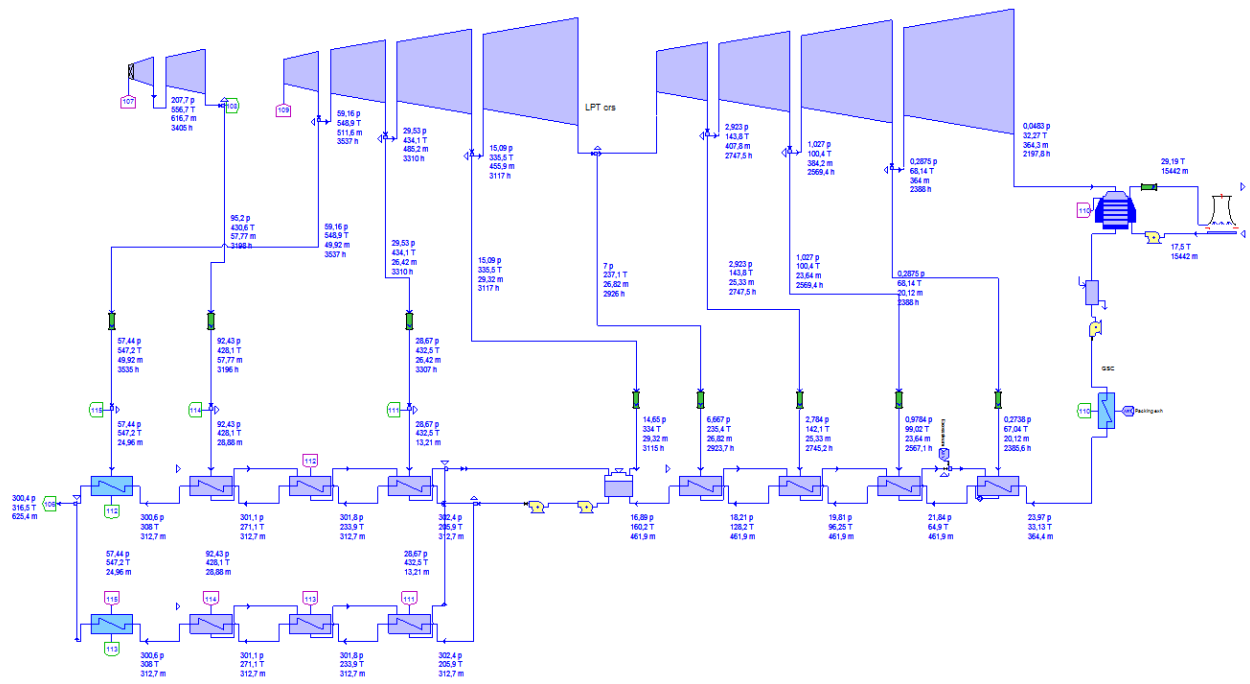 LPT crs
107
207,7 p
556,7 T
616,7 m
3405 h
108
109
59,16 p
548,9 T
511,6 m
3537 h
29,53 p
434,1 T
485,2 m
3310 h
15,09 p
335,5 T
455,9 m
3117 h
2,923 p
143,8 T
407,8 m
2747,5 h
1,027 p
100,4 T
384,2 m
2569,4 h
0,2875 p
68,14 T
364 m
2388 h
0,0483 p
32,27 T
364,3 m
2197,8 h
29,19 T
15442 m
110
17,5 T
15442 m
95,2 p
430,6 T
57,77 m
3198 h
59,16 p
548,9 T
49,92 m
3537 h
29,53 p
434,1 T
26,42 m
3310 h
15,09 p
335,5 T
29,32 m
3117 h
7 p
237,1 T
26,82 m
2926 h
2,923 p
143,8 T
25,33 m
2747,5 h
1,027 p
100,4 T
23,64 m
2569,4 h
0,2875 p
68,14 T
20,12 m
2388 h
57,44 p
547,2 T
49,92 m
3535 h
92,43 p
428,1 T
57,77 m
3196 h
28,67 p
432,5 T
26,42 m
3307 h
GSC
110
Packing exh
115
114
111
14,65 p
334 T
29,32 m
3115 h
6,667 p
235,4 T
26,82 m
2923,7 h
2,784 p
142,1 T
25,33 m
2745,2 h
0,9784 p
99,02 T
23,64 m
2567,1 h
0,2738 p
67,04 T
20,12 m
2385,6 h
57,44 p
547,2 T
24,96 m
92,43 p
428,1 T
28,88 m
28,67 p
432,5 T
13,21 m
112
300,4 p
316,5 T
625,4 m
106
112
300,6 p
308 T
312,7 m
301,1 p
271,1 T
312,7 m
301,8 p
233,9 T
312,7 m
302,4 p
205,9 T
312,7 m
16,89 p
160,2 T
461,9 m
18,21 p
128,2 T
461,9 m
19,81 p
96,25 T
461,9 m
21,84 p
64,9 T
461,9 m
23,97 p
33,13 T
364,4 m
57,44 p
547,2 T
24,96 m
92,43 p
428,1 T
28,88 m
28,67 p
432,5 T
13,21 m
115
114
113
111
113
300,6 p
308 T
312,7 m
301,1 p
271,1 T
312,7 m
301,8 p
233,9 T
312,7 m
302,4 p
205,9 T
312,7 m